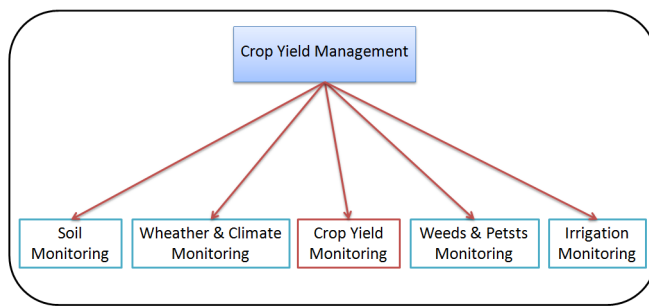 Crop Yield Management
Soil
Monitoring
Wheather & Climate
Monitoring
Crop Yield
Monitoring
Weeds & Petsts
Monitoring
Irrigation
Monitoring